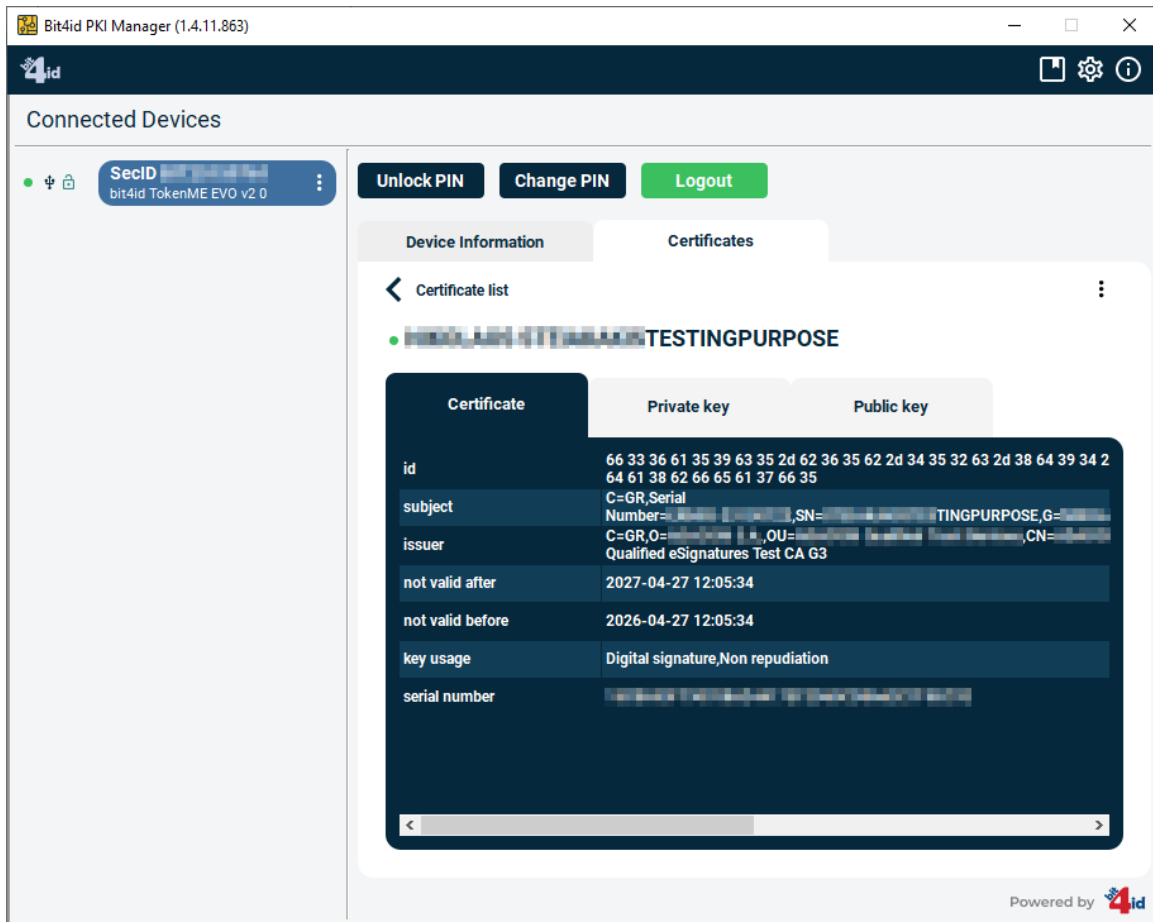 Bit4id PKI Manager (1.4.11.863)
bit4id
Connected Devices
SecID
bit4id TokenME EVO v2 0
Unlock PIN
Change PIN
Logout
Device Information
Certificates
Certificate list
TESTINGPURPOSE
Certificate
Private key
Public key
id
66 33 36 61 35 39 63 35 2d 62 36 35 62 2d 34 35 32 63 2d 38 64 39 34 2
64 61 38 62 66 65 61 37 66 35
subject
C=GR,Serial
Number= ,SN= TINGPURPOSE,G=
issuer
C=GR,O= ,OU= ,CN=
Qualified eSignatures Test CA G3
not valid after
2027-04-27 12:05:34
not valid before
2026-04-27 12:05:34
key usage
Digital signature,Non repudiation
serial number
Powered by bit4id